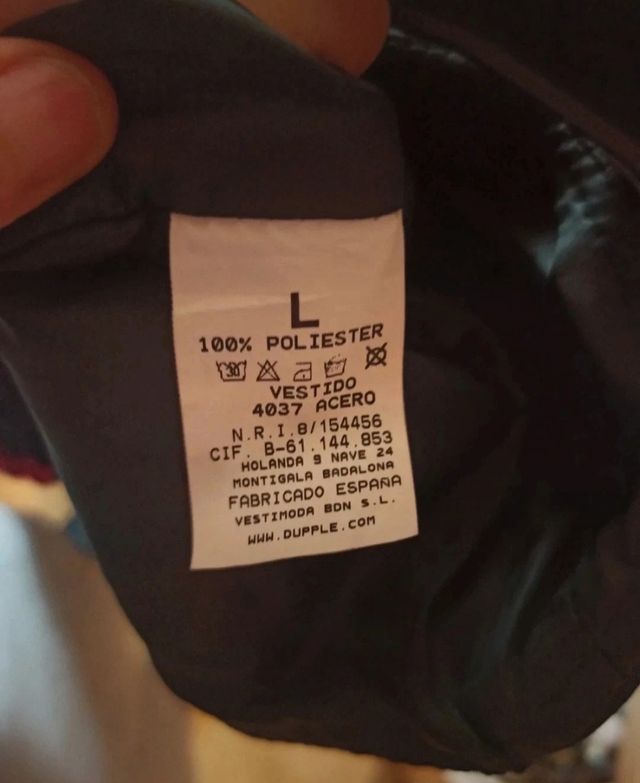 L
100% POLIESTER
30
VESTIDO
4037 ACERO
N.R.I.8/154456
CIF. B-61.144.853
HOLANDA 9 NAVE 24
MONTIGALA BADALONA
FABRICADO ESPAÑA
VESTIMODA BDN S.L.
WWW.DUPPLE.COM